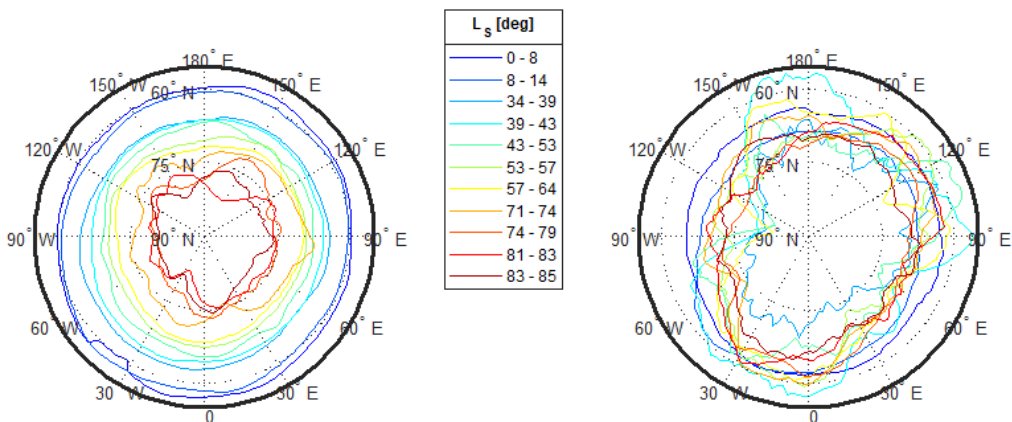 L S [deg]
0 - 8
8 - 14
34 - 39
39 - 43
43 - 53
53 - 57
57 - 64
71 - 74
74 - 79
81 - 83
83 - 85
180° E
150° W
150° E
60° N
120° W
120° E
75° N
90° W
90° N
90° E
60° W
60° E
30° W
30° E
0
180° E
150° W
150° E
60° N
120° W
120° E
75° N
90° W
90° N
90° E
60° W
60° E
30° W
30° E
0